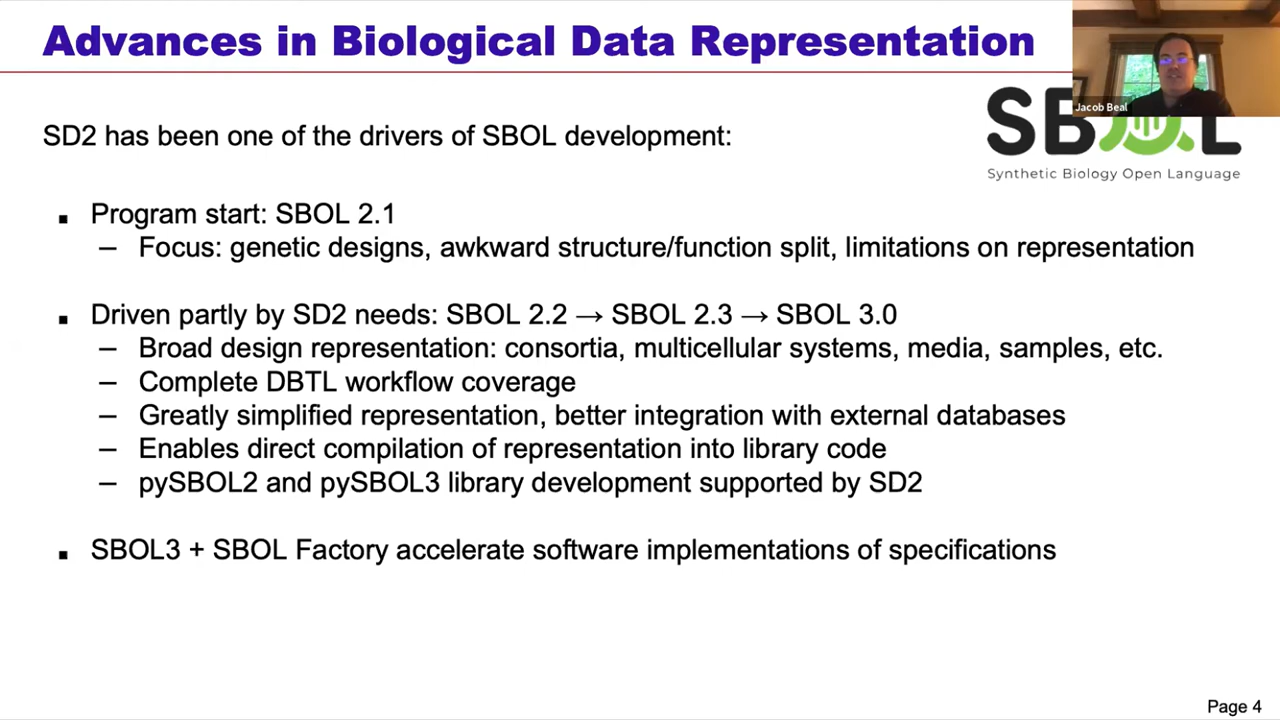 Advances in Biological Data Representation
Jacob Beal
SBOL
Synthetic Biology Open Language
SD2 has been one of the drivers of SBOL development:
▪ Program start: SBOL 2.1
– Focus: genetic designs, awkward structure/function split, limitations on representation
▪ Driven partly by SD2 needs: SBOL 2.2 → SBOL 2.3 → SBOL 3.0
– Broad design representation: consortia, multicellular systems, media, samples, etc.
– Complete DBTL workflow coverage
– Greatly simplified representation, better integration with external databases
– Enables direct compilation of representation into library code
– pySBOL2 and pySBOL3 library development supported by SD2
▪ SBOL3 + SBOL Factory accelerate software implementations of specifications
Page 4